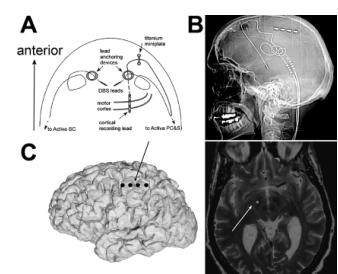 A
anterior
titanium
miniplate
lead
anchoring
devices
DBS leads
motor
cortex
cortical
recording lead
to Active SC
to Active PC&S
B
C